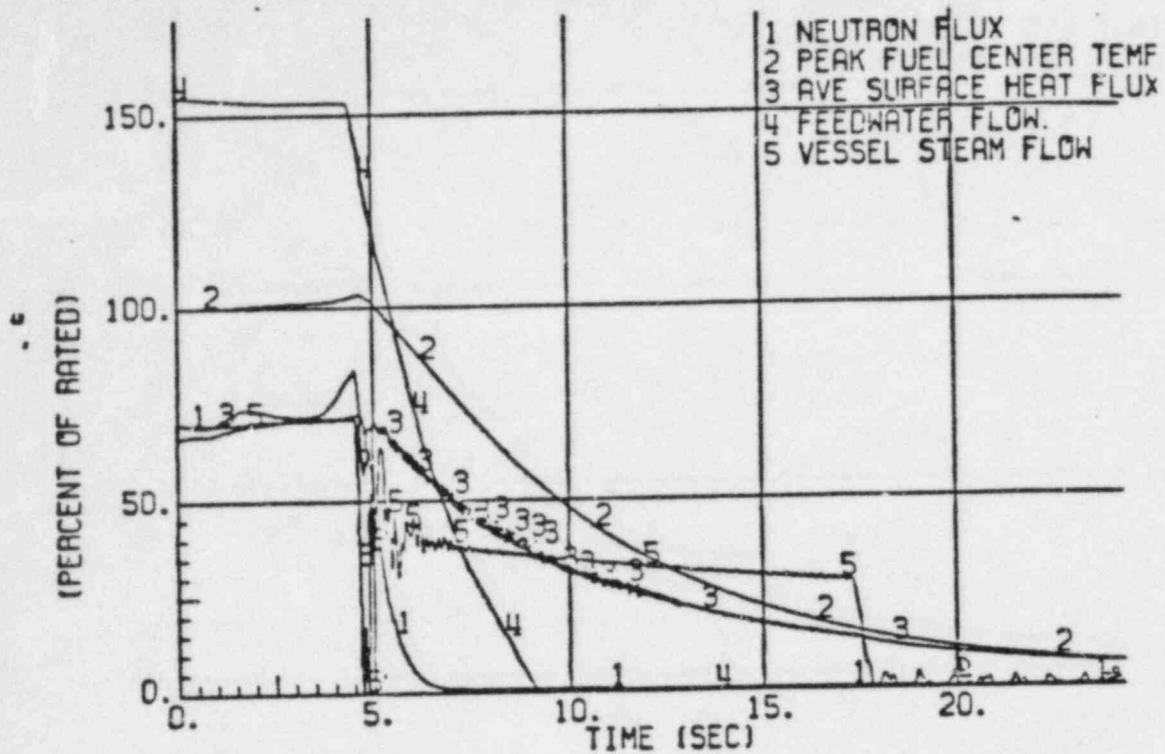 1 NEUTRON FLUX
2 PEAK FUEL CENTER TEMP
3 AVE SURFACE HEAT FLUX
4 FEEDWATER FLOW.
5 VESSEL STEAM FLOW
150.
100.
50.
0.
(PERCENT OF RATED)
0.
5.
10.
15.
20.
TIME (SEC)